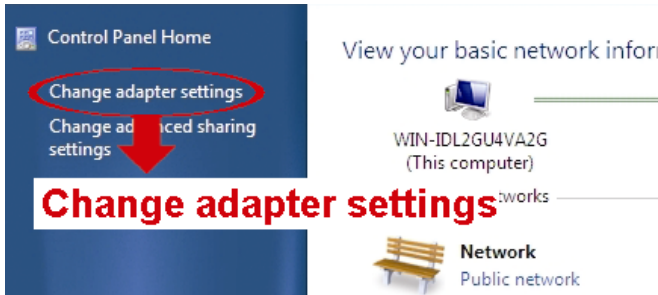 Control Panel Home
Change adapter settings
Change advanced sharing
settings
Change adapter settings
View your basic network infor
WIN-IDL2GU4VA2G
(This computer)
tworks
Network
Public network